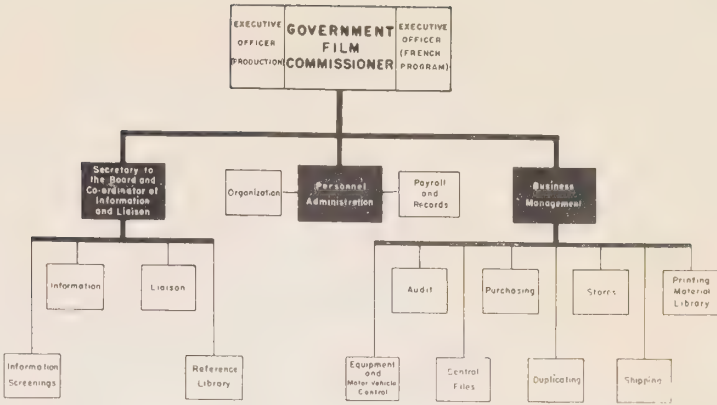 EXECUTIVE
OFFICER
(PRODUCTION)
GOVERNMENT
FILM
COMMISSIONER
EXECUTIVE
OFFICER
(FRENCH
PROGRAM)
Secretary to
the Board and
Co-ordinator of
Information
and Liaison
Organization
Personnel
Administration
Payroll
and
Records
Business
Management
Information
Liaison
Audit
Purchasing
Stores
Printing
Material
Library
Information
Screenings
Reference
Library
Equipment
and
Motor Vehicle
Control
Central
Files
Duplicating
Shipping